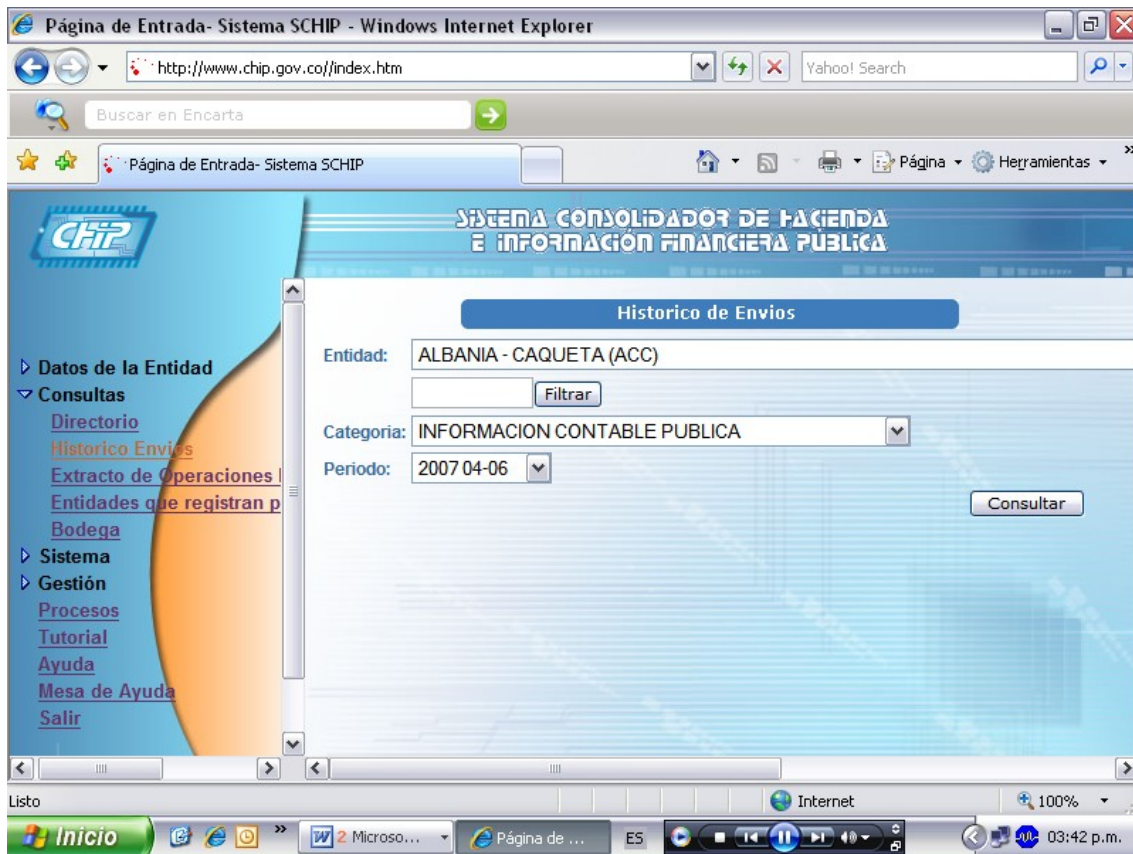 Página de Entrada- Sistema SCHIP - Windows Internet Explorer
http://www.chip.gov.co//index.htm
Yahoo! Search
Buscar en Encarta
Página de Entrada- Sistema SCHIP
Página
Herramientas
CHIP
SISTEMA CONSOLIDADOR DE HACIENDA
E INFORMACIÓN FINANCIERA PÚBLICA
Historico de Envios
Entidad: ALBANIA - CAQUETA (ACC)
Filtrar
Categoria: INFORMACION CONTABLE PUBLICA
Periodo: 2007 04-06
Consultar
Datos de la Entidad
Consultas
Directorio
Historico Envios
Extracto de Operaciones
Entidades que registran p
Bodega
Sistema
Gestión
Procesos
Tutorial
Ayuda
Mesa de Ayuda
Salir
Listo
Internet
100%
Inicio
2 Microso...
Página de ...
ES
03:42 p.m.